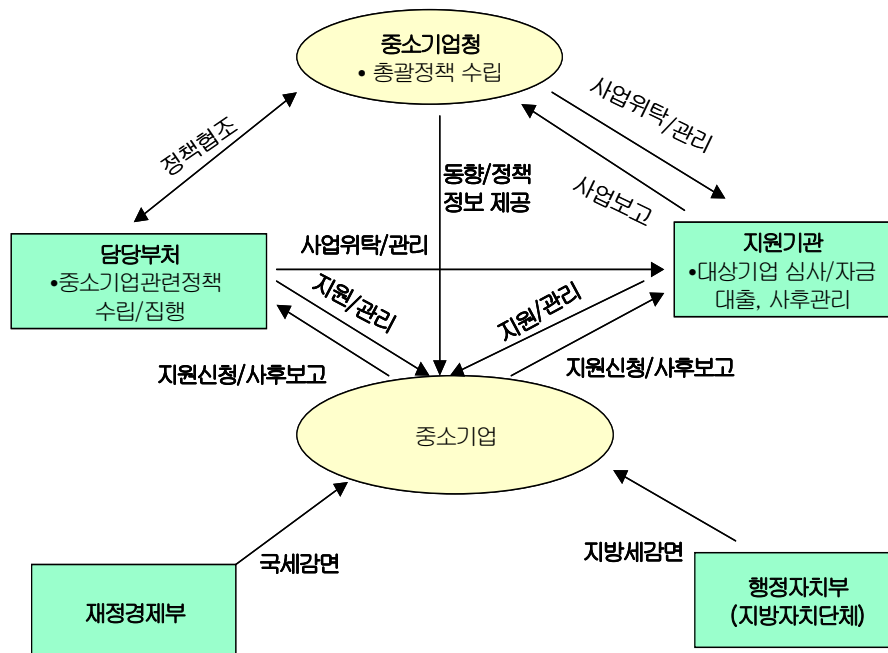 중소기업청
• 총괄정책 수립
사업위탁/관리
정책협조
동향/정책
정보 제공
사업보고
담당부처
•중소기업관련정책
수립/집행
사업위탁/관리
지원기관
•대상기업 심사/자금
대출, 사후관리
지원/관리
지원/관리
지원신청/사후보고
지원신청/사후보고
중소기업
국세감면
지방세감면
재정경제부
행정자치부
(지방자치단체)